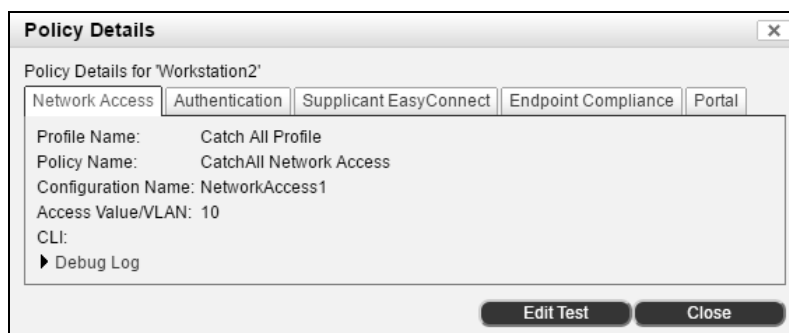 Policy Details
Policy Details for 'Workstation2'
Network Access Authentication Supplicant EasyConnect Endpoint Compliance Portal
Profile Name: Catch All Profile
Policy Name: CatchAll Network Access
Configuration Name: NetworkAccess1
Access Value/VLAN: 10
CLI:
Debug Log
Edit Test Close